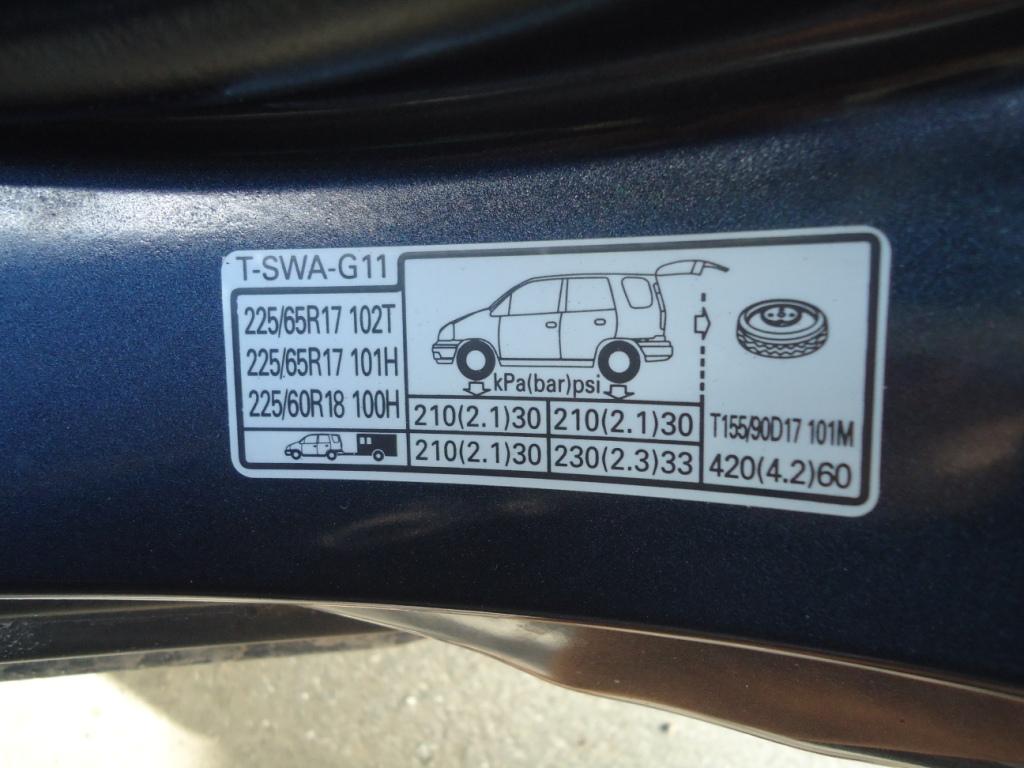 T-SWA-G11
225/65R17 102T
225/65R17 101H
225/60R18 100H
kPa(bar)psi
210(2.1)30 210(2.1)30
210(2.1)30 230(2.3)33
T155/90D17 101M
420(4.2)60